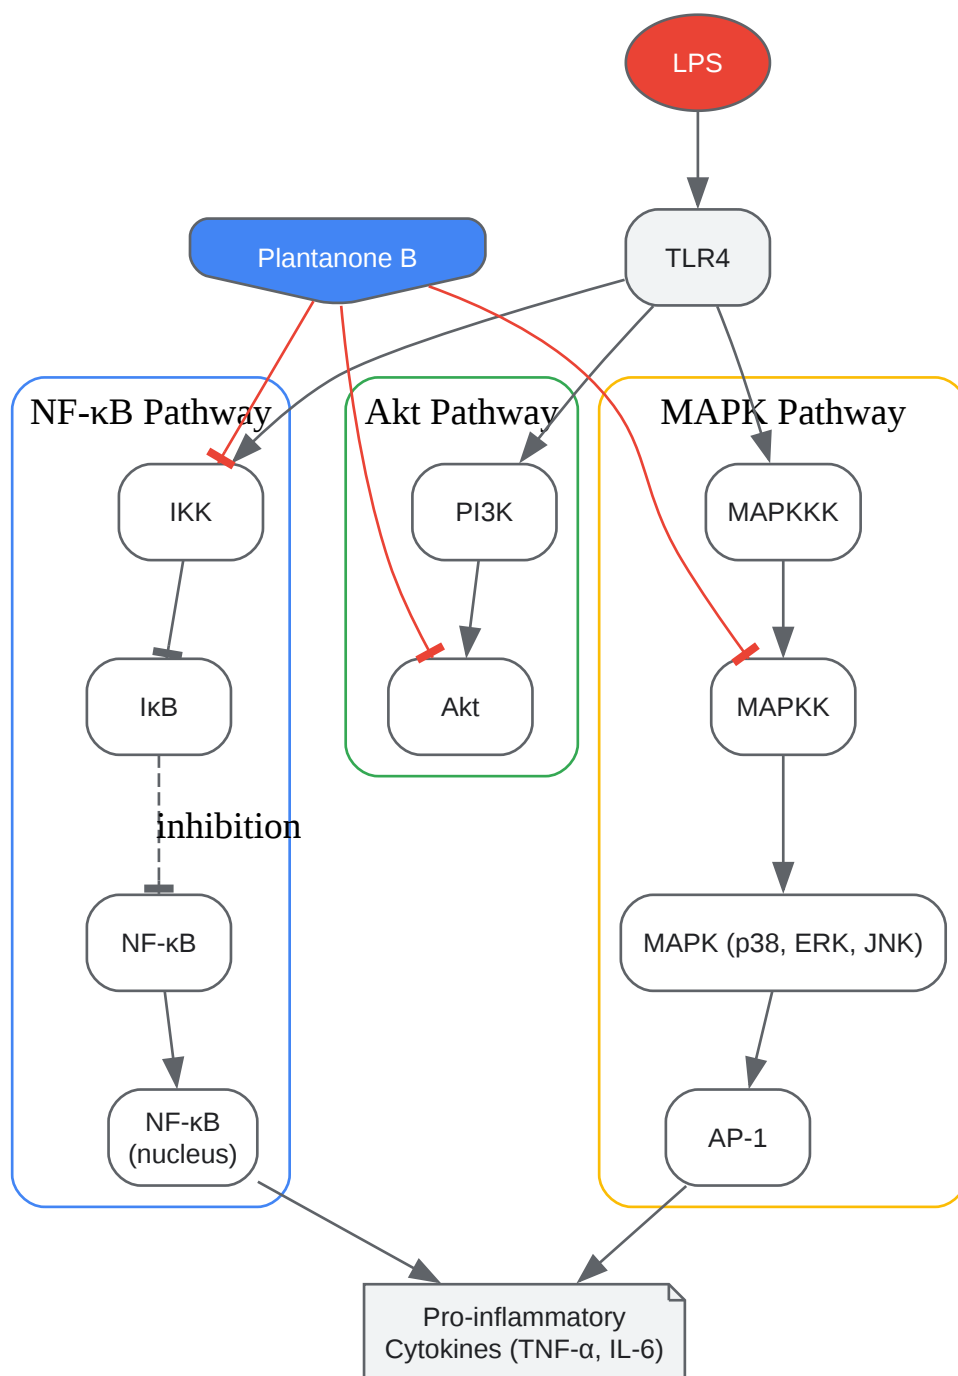 LPS
Plantanone B
TLR4
NF-κB Pathway
Akt Pathway
MAPK Pathway
IKK
PI3K
MAPKKK
IκB
Akt
MAPKK
inhibition
NF-κB
MAPK (p38, ERK, JNK)
NF-κB
(nucleus)
AP-1
Pro-inflammatory
Cytokines (TNF-α, IL-6)